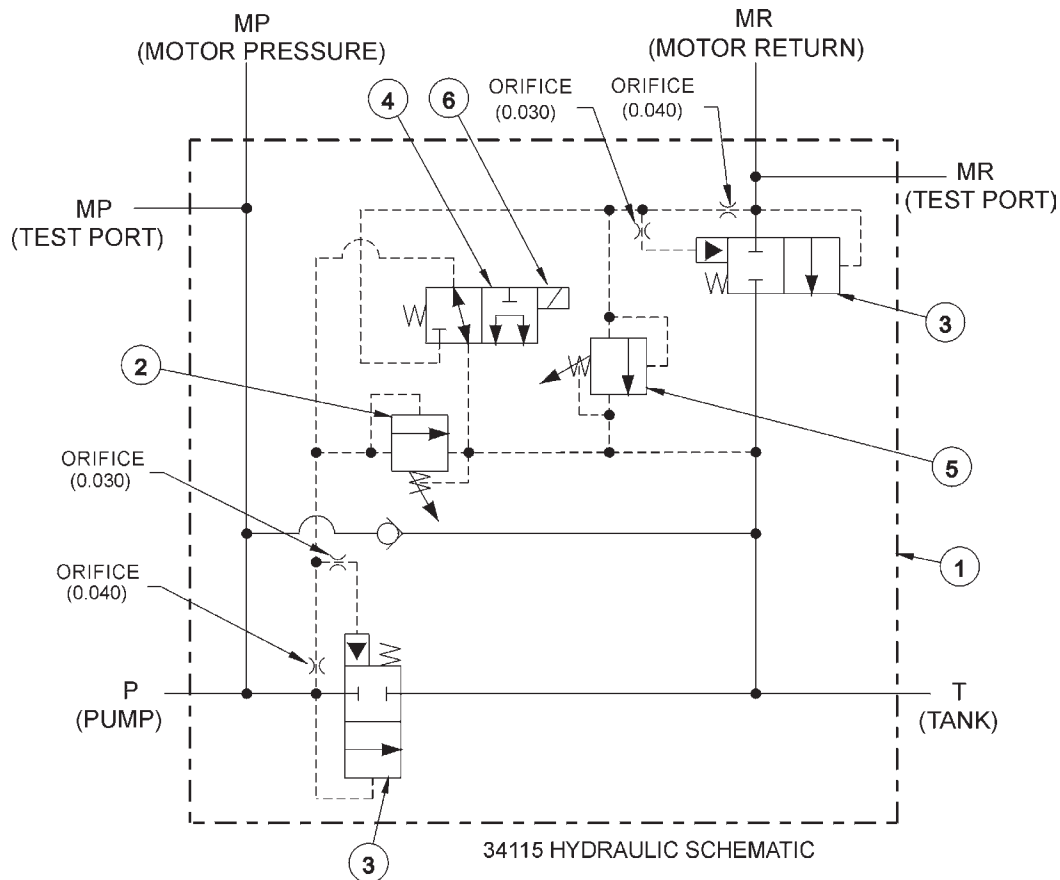 MP
(MOTOR PRESSURE)
MR
(MOTOR RETURN)
4
6
ORIFICE
(0.030)
ORIFICE
(0.040)
MP
(TEST PORT)
MR
(TEST PORT)
3
2
5
ORIFICE
(0.030)
1
ORIFICE
(0.040)
P
(PUMP)
T
(TANK)
3
34115 HYDRAULIC SCHEMATIC